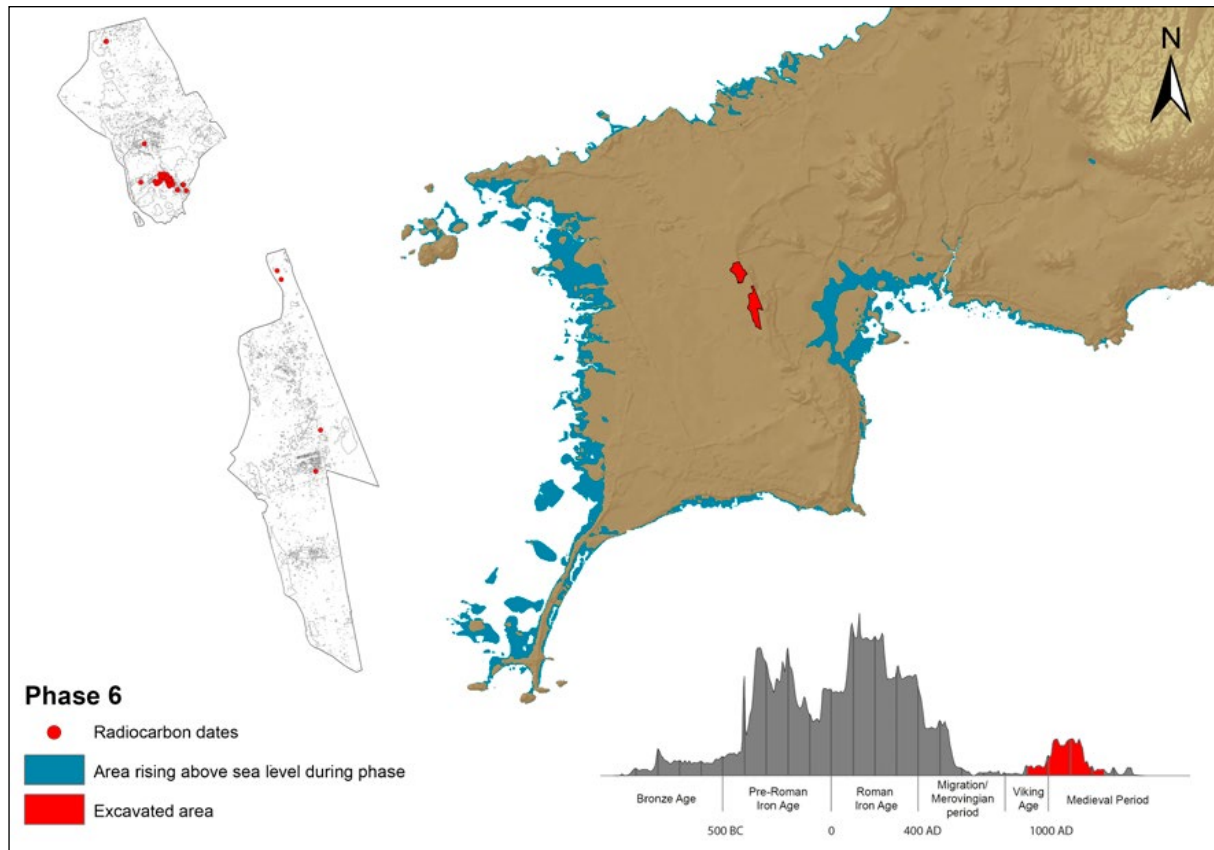 N
Phase 6
Radiocarbon dates
Area rising above sea level during phase
Excavated area
Bronze Age
Pre-Roman
Iron Age
Roman
Iron Age
Migration/
Merovingian
period
Viking
Age
Medieval Period
500 BC
0
400 AD
1000 AD